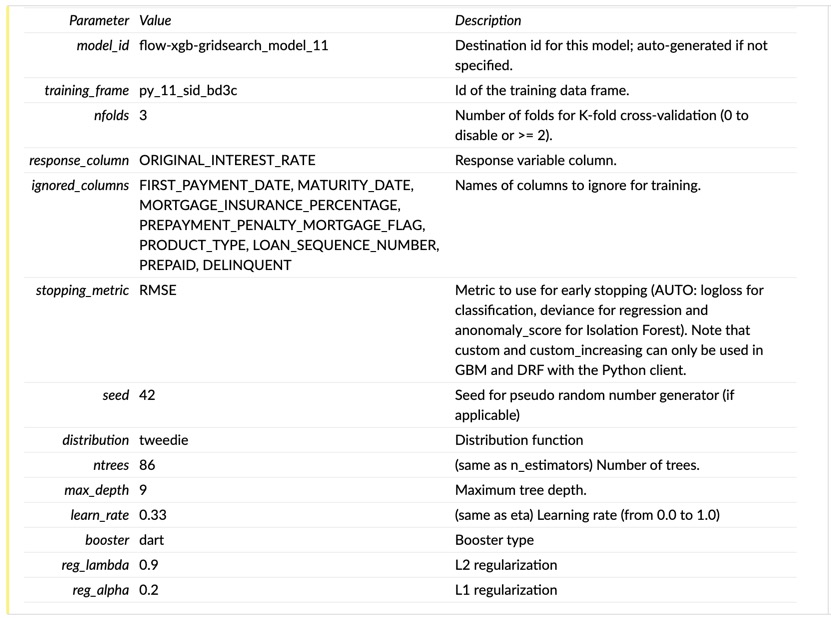 Parameter Value Description
model_id flow-xgb-gridsearch_model_11 Destination id for this model; auto-generated if not
specified.
training_frame py_11_sid_bd3c Id of the training data frame.
nfolds 3 Number of folds for K-fold cross-validation (0 to
disable or >= 2).
response_column ORIGINAL_INTEREST_RATE Response variable column.
ignored_columns FIRST_PAYMENT_DATE, MATURITY_DATE, Names of columns to ignore for training.
MORTGAGE_INSURANCE_PERCENTAGE,
PREPAYMENT_PENALTY_MORTGAGE_FLAG,
PRODUCT_TYPE, LOAN_SEQUENCE_NUMBER,
PREPAID, DELINQUENT
stopping_metric RMSE Metric to use for early stopping (AUTO: logloss for
classification, deviance for regression and
anonomaly_score for Isolation Forest). Note that
custom and custom_increasing can only be used in
GBM and DRF with the Python client.
seed 42 Seed for pseudo random number generator (if
applicable)
distribution tweedie Distribution function
ntrees 86 (same as n_estimators) Number of trees.
max_depth 9 Maximum tree depth.
learn_rate 0.33 (same as eta) Learning rate (from 0.0 to 1.0)
booster dart Booster type
reg_lambda 0.9 L2 regularization
reg_alpha 0.2 L1 regularization